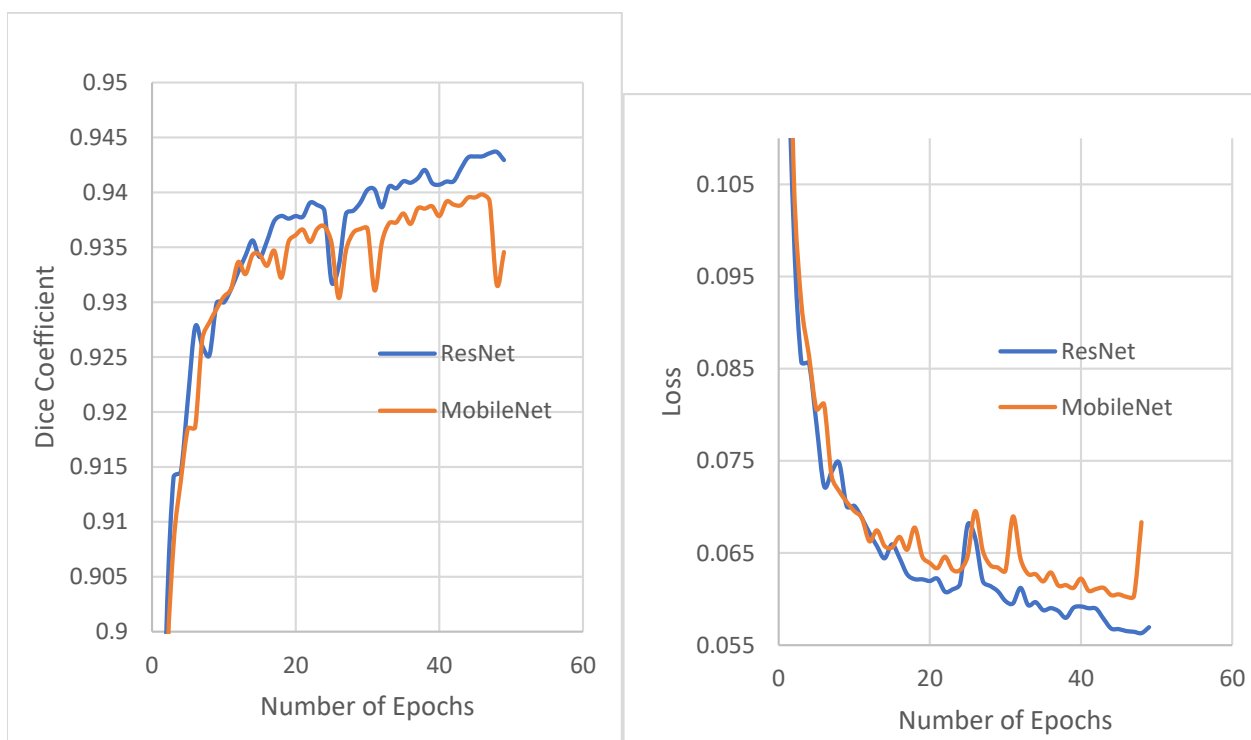 0.95
0.945
0.94
0.935
0.93
0.925
0.92
0.915
0.91
0.905
0.9
Dice Coefficient
ResNet
MobileNet
0 20 40 60
Number of Epochs
0.105
0.095
0.085
0.075
0.065
0.055
Loss
ResNet
MobileNet
0 20 40 60
Number of Epochs